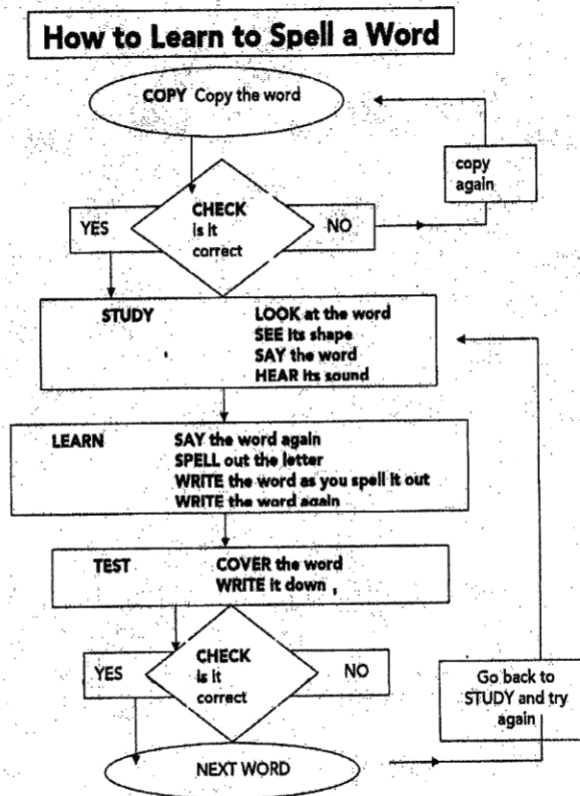 How to Learn to Spell a Word
COPY Copy the word
copy
again
CHECK
is it
correct
YES
NO
STUDY
LOOK at the word
SEE its shape
SAY the word
HEAR its sound
LEARN
SAY the word again
SPELL out the letter
WRITE the word as you spell it out
WRITE the word again
TEST
COVER the word
WRITE it down ,
CHECK
is it
correct
YES
NO
Go back to
STUDY and try
again
NEXT WORD